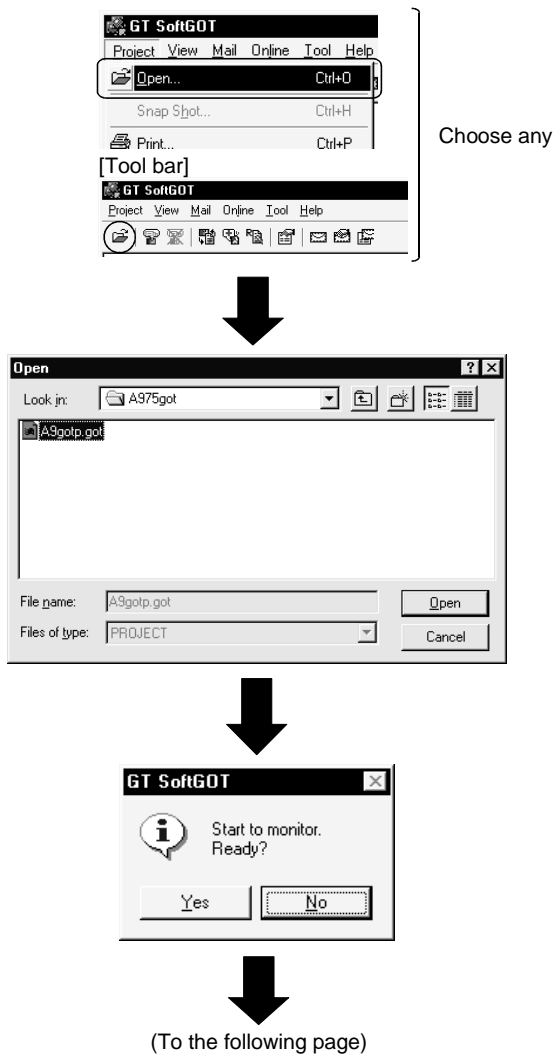 GT SoftGOT
Project View Mail Online Tool Help
Open... Ctrl+O
Snap Shot... Ctrl+H
Print... Ctrl+P
Choose any
[Tool bar]
GT SoftGOT
Project View Mail Online Tool Help
Open
Look in: A975got
A9gotp.got
File name: A9gotp.got Open
Files of type: PROJECT Cancel
GT SoftGOT
Start to monitor.
Ready?
Yes No
(To the following page)